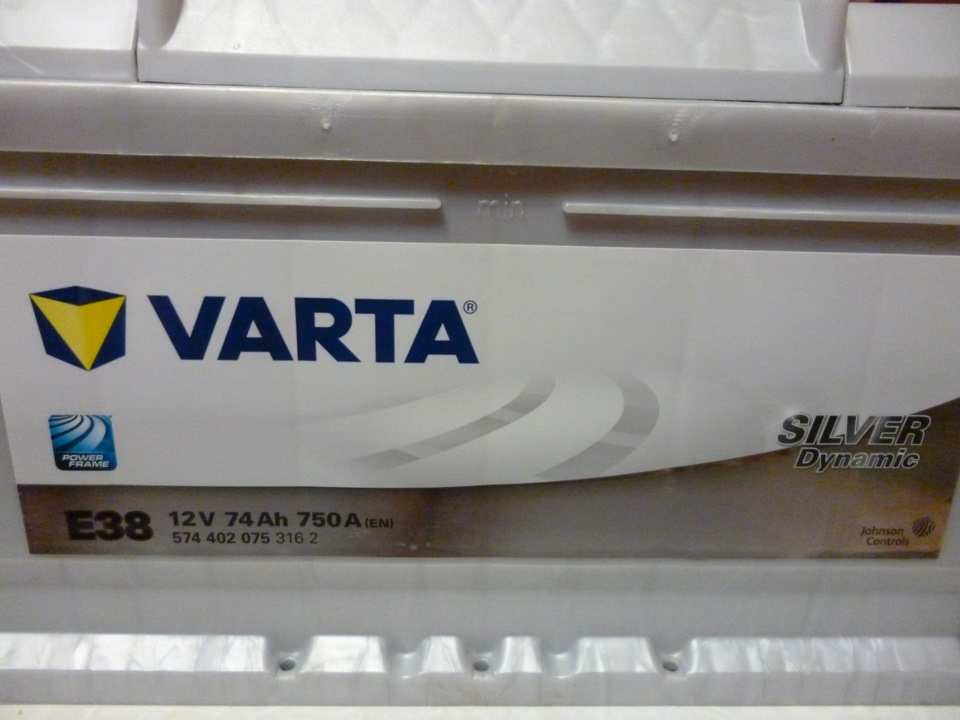 min
VARTA®
POWER
FRAME
SILVER
Dynamic
E38
12V 74Ah 750A (EN)
574 402 075 316 2
Johnson
Controls